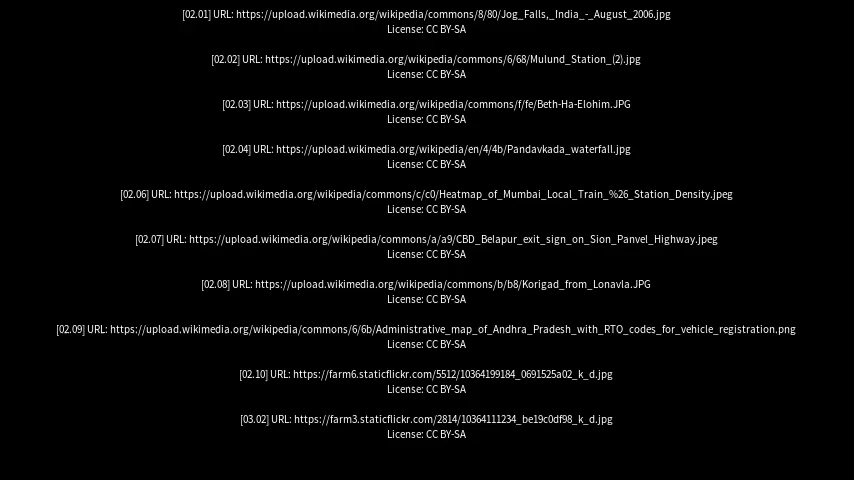 [02.01] URL: https://upload.wikimedia.org/wikipedia/commons/8/80/Jog_Falls,_India_-_August_2006.jpg
License: CC BY-SA
[02.02] URL: https://upload.wikimedia.org/wikipedia/commons/6/68/Mulund_Station_(2).jpg
License: CC BY-SA
[02.03] URL: https://upload.wikimedia.org/wikipedia/commons/f/fe/Beth-Ha-Elohim.JPG
License: CC BY-SA
[02.04] URL: https://upload.wikimedia.org/wikipedia/en/4/4b/Pandavkada_waterfall.jpg
License: CC BY-SA
[02.06] URL: https://upload.wikimedia.org/wikipedia/commons/c/c0/Heatmap_of_Mumbai_Local_Train_%26_Station_Density.jpeg
License: CC BY-SA
[02.07] URL: https://upload.wikimedia.org/wikipedia/commons/a/a9/CBD_Belapur_exit_sign_on_Sion_Panvel_Highway.jpeg
License: CC BY-SA
[02.08] URL: https://upload.wikimedia.org/wikipedia/commons/b/b8/Korigad_from_Lonavla.JPG
License: CC BY-SA
[02.09] URL: https://upload.wikimedia.org/wikipedia/commons/6/6b/Administrative_map_of_Andhra_Pradesh_with_RTO_codes_for_vehicle_registration.png
License: CC BY-SA
[02.10] URL: https://farm6.staticflickr.com/5512/10364199184_0691525a02_k_d.jpg
License: CC BY-SA
[03.02] URL: https://farm3.staticflickr.com/2814/10364111234_be19c0df98_k_d.jpg
License: CC BY-SA